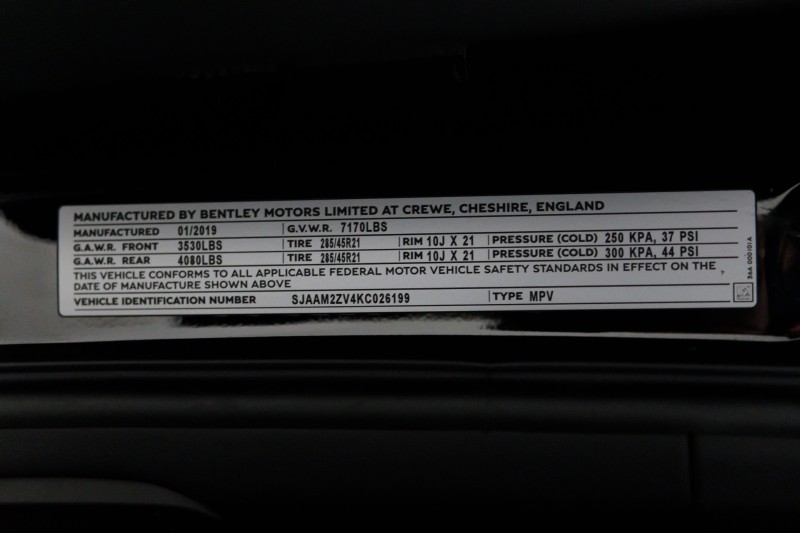 MANUFACTURED BY BENTLEY MOTORS LIMITED AT CREWE, CHESHIRE, ENGLAND
MANUFACTURED 01/2019 G.V.W.R. 7170LBS
G.A.W.R. FRONT 3530LBS TIRE 285/45R21 RIM 10J X 21 PRESSURE (COLD) 250 KPA, 37 PSI
G.A.W.R. REAR 4080LBS TIRE 285/45R21 RIM 10J X 21 PRESSURE (COLD) 300 KPA, 44 PSI
THIS VEHICLE CONFORMS TO ALL APPLICABLE FEDERAL MOTOR VEHICLE SAFETY STANDARDS IN EFFECT ON THE
DATE OF MANUFACTURE SHOWN ABOVE
VEHICLE IDENTIFICATION NUMBER SJAAM2ZV4KC026199 TYPE MPV
36A 000101A